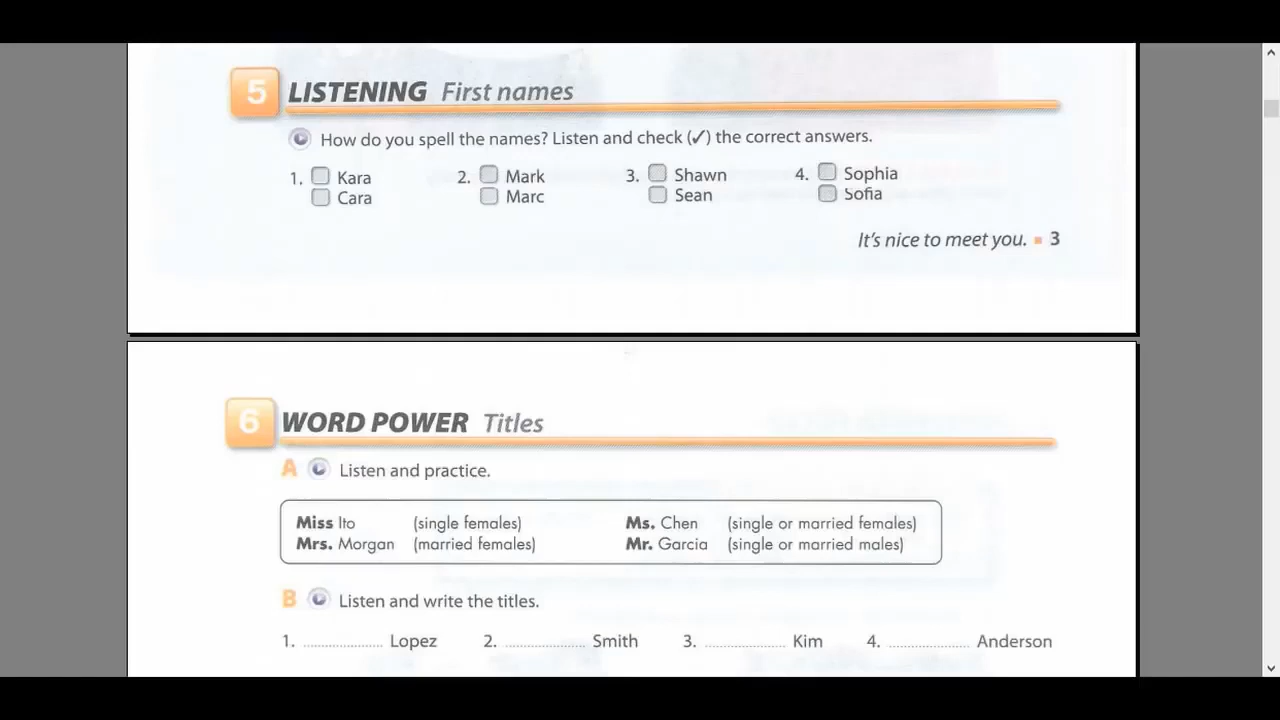 5 LISTENING First names
How do you spell the names? Listen and check (✓) the correct answers.
1. Kara 2. Mark 3. Shawn 4. Sophia
Cara Marc Sean Sofia
It's nice to meet you. ▪ 3
6 WORD POWER Titles
A Listen and practice.
Miss Ito (single females) Ms. Chen (single or married females)
Mrs. Morgan (married females) Mr. Garcia (single or married males)
B Listen and write the titles.
1. .................... Lopez 2. .................... Smith 3. .................... Kim 4. .................... Anderson